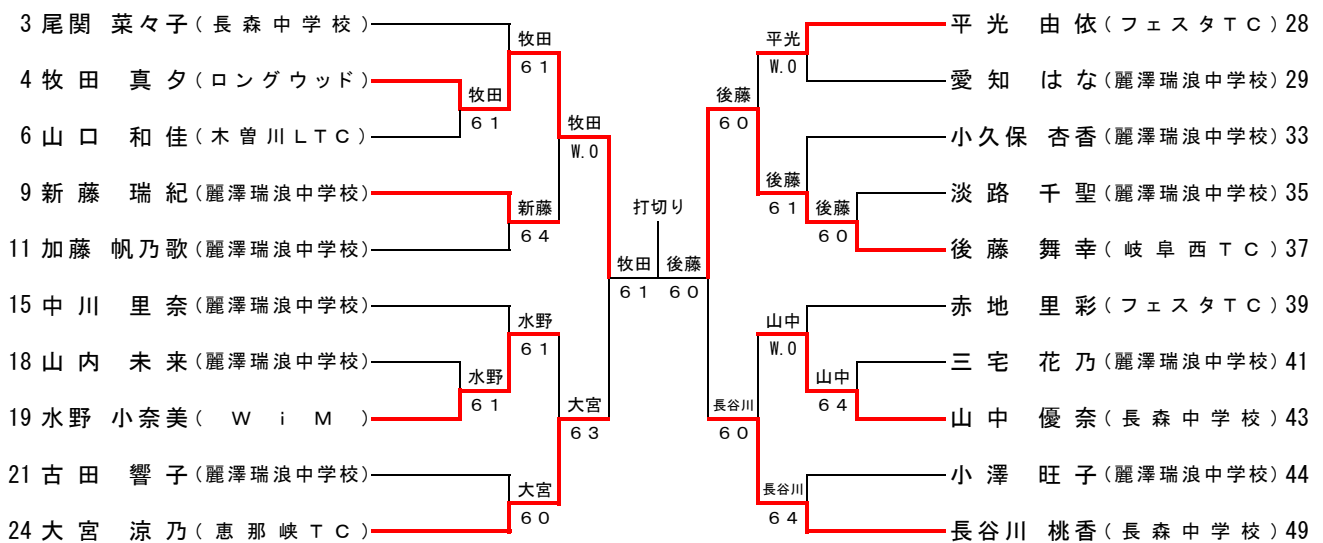 3 尾関 菜々子(長森中学校)
4 牧田 真夕(ロングウッド)
6 山口 和佳(木曽川LTC)
9 新藤 瑞紀(麗澤瑞浪中学校)
11 加藤 帆乃歌(麗澤瑞浪中学校)
15 中川 里奈(麗澤瑞浪中学校)
18 山内 未来(麗澤瑞浪中学校)
19 水野 小奈美(WiM)
21 古田 響子(麗澤瑞浪中学校)
24 大宮 涼乃(恵那峡TC)
牧田
61
牧田
61
新藤
64
水野
61
水野
61
大宮
60
牧田
W.0
大宮
63
牧田
61
打切り
後藤
60
後藤
60
長谷川
60
平光
W.0
後藤
61
後藤
60
山中
W.0
山中
64
長谷川
64
平光 由依(フェスタTC) 28
愛知 はな(麗澤瑞浪中学校) 29
小久保 杏香(麗澤瑞浪中学校) 33
淡路 千聖(麗澤瑞浪中学校) 35
後藤 舞幸(岐阜西TC) 37
赤地 里彩(フェスタTC) 39
三宅 花乃(麗澤瑞浪中学校) 41
山中 優奈(長森中学校) 43
小澤 旺子(麗澤瑞浪中学校) 44
長谷川 桃香(長森中学校) 49